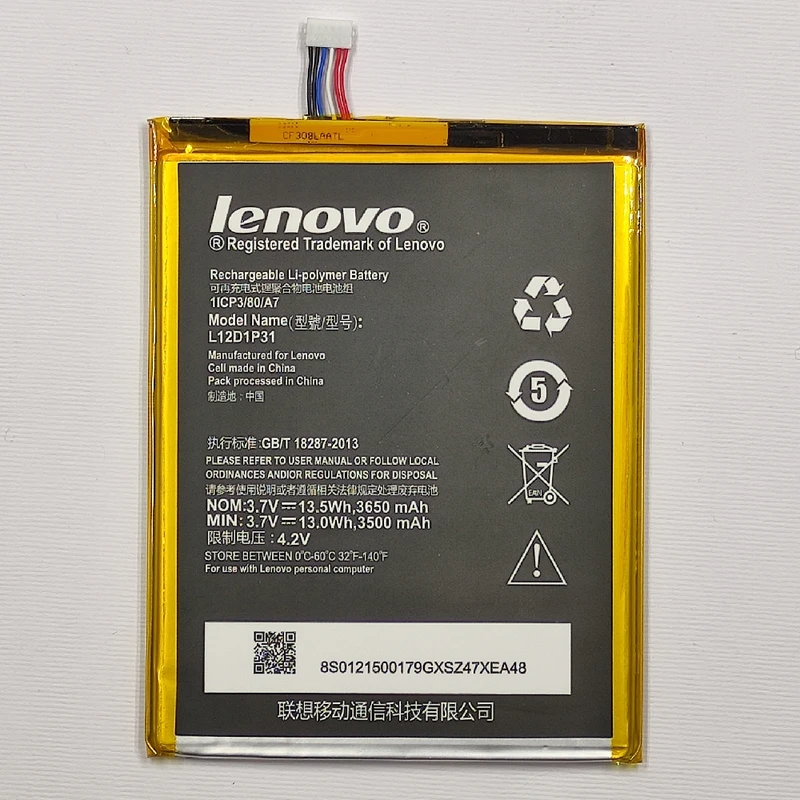 CF308LAATL
lenovo®
® Registered Trademark of Lenovo
Rechargeable Li-polymer Battery
可再充电式锂聚合物电池电池组
1ICP3/80/A7
Model Name(型號/型号):
L12D1P31
Manufactured for Lenovo
Cell made in China
Pack processed in China
制造地：中国
5
执行标准:GB/T 18287-2013
PLEASE REFER TO USER MANUAL OR FOLLOW LOCAL
ORDINANCES ANDIOR REGULATIONS FOR DISPOSAL
请参考使用说明或者遵循相关法律规定处理废弃电池
NOM:3.7V⎓13.5Wh,3650 mAh
MIN: 3.7V⎓13.0Wh,3500 mAh
限制电压：4.2V
STORE BETWEEN 0°C-60°C 32°F-140°F
For use with Lenovo personal computer
8S0121500179GXSZ47XEA48
联想移动通信科技有限公司